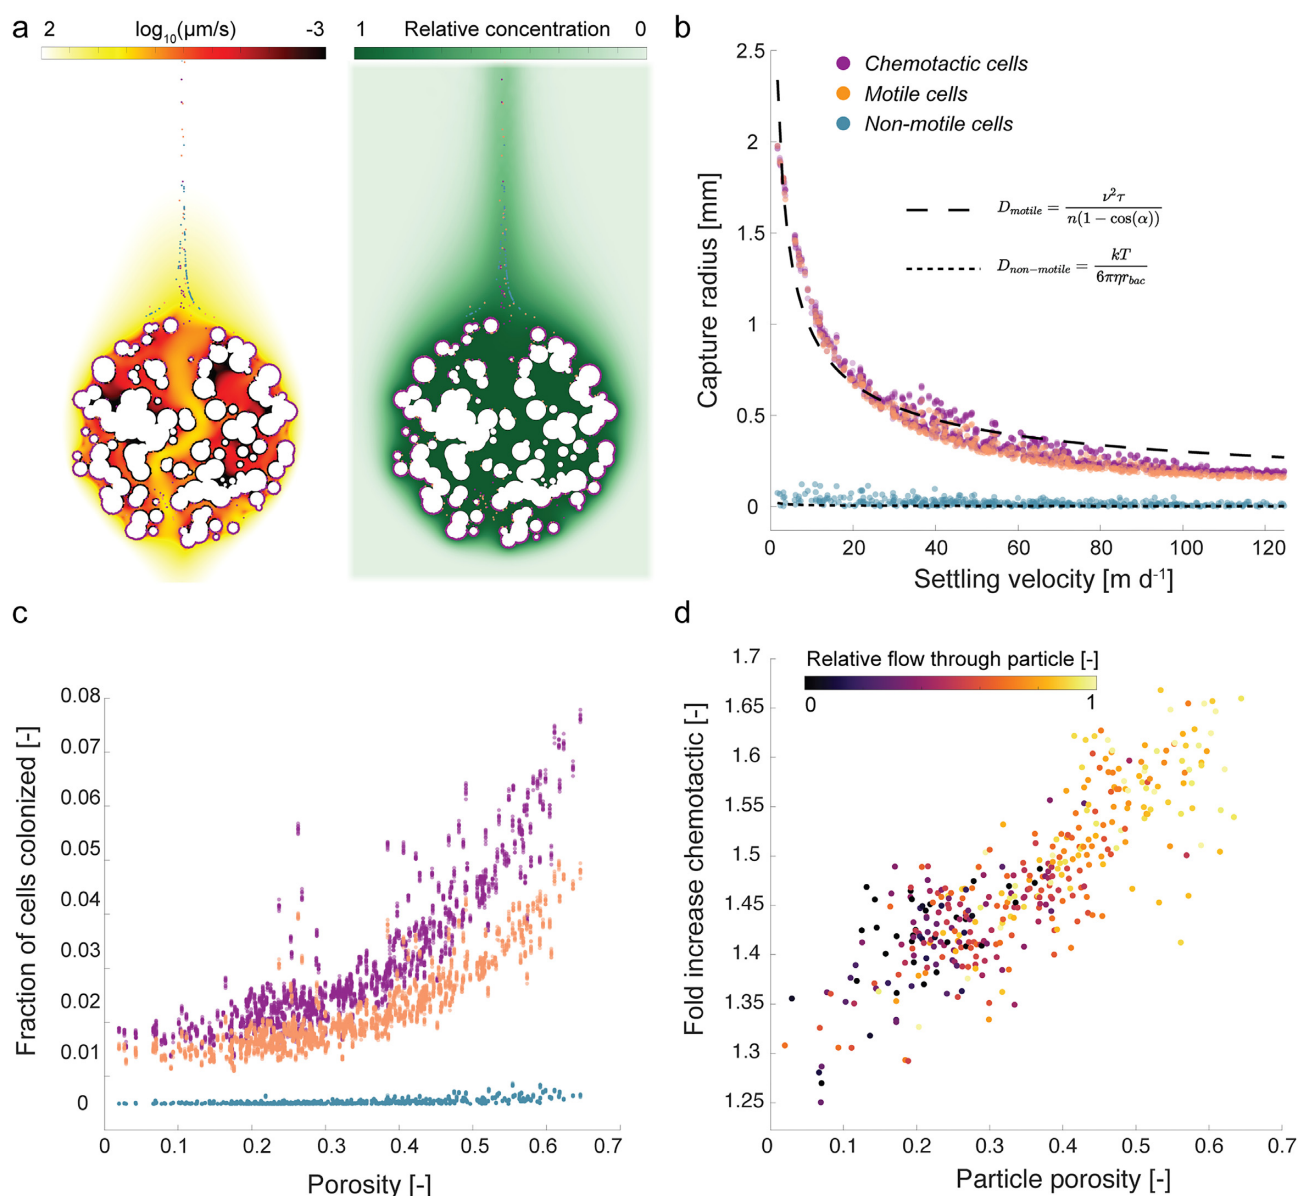 a
2 log₁₀(µm/s) -3
1 Relative concentration 0
b
Capture radius [mm]
2.5
2
1.5
1
0.5
0
Chemotactic cells
Motile cells
Non-motile cells
D_motile = ν²τ / n(1 − cos(α))
D_non−motile = kT / 6πηr_bac
0 20 40 60 80 100 120
Settling velocity [m d⁻¹]
c
Fraction of cells colonized [-]
0.08
0.07
0.06
0.05
0.04
0.03
0.02
0.01
0
0 0.1 0.2 0.3 0.4 0.5 0.6 0.7
Porosity [-]
d
Fold increase chemotactic [-]
1.7
1.65
1.6
1.55
1.5
1.45
1.4
1.35
1.3
1.25
Relative flow through particle [-]
0 1
0 0.1 0.2 0.3 0.4 0.5 0.6 0.7
Particle porosity [-]